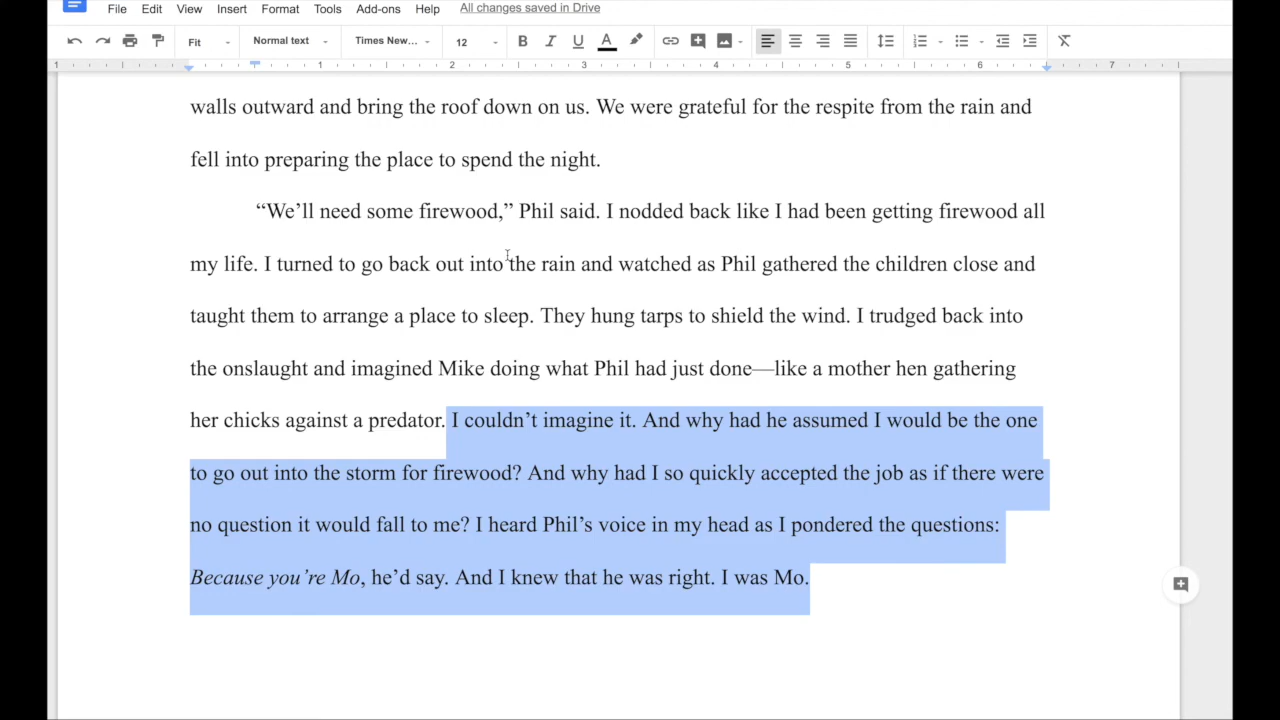 File Edit View Insert Format Tools Add-ons Help All changes saved in Drive
Fit Normal text Times New... 12 B I U A
1 1 2 3 4 5 6 7
walls outward and bring the roof down on us. We were grateful for the respite from the rain and
fell into preparing the place to spend the night.
“We’ll need some firewood,” Phil said. I nodded back like I had been getting firewood all
my life. I turned to go back out into the rain and watched as Phil gathered the children close and
taught them to arrange a place to sleep. They hung tarps to shield the wind. I trudged back into
the onslaught and imagined Mike doing what Phil had just done—like a mother hen gathering
her chicks against a predator. I couldn’t imagine it. And why had he assumed I would be the one
to go out into the storm for firewood? And why had I so quickly accepted the job as if there were
no question it would fall to me? I heard Phil’s voice in my head as I pondered the questions:
Because you’re Mo, he’d say. And I knew that he was right. I was Mo.